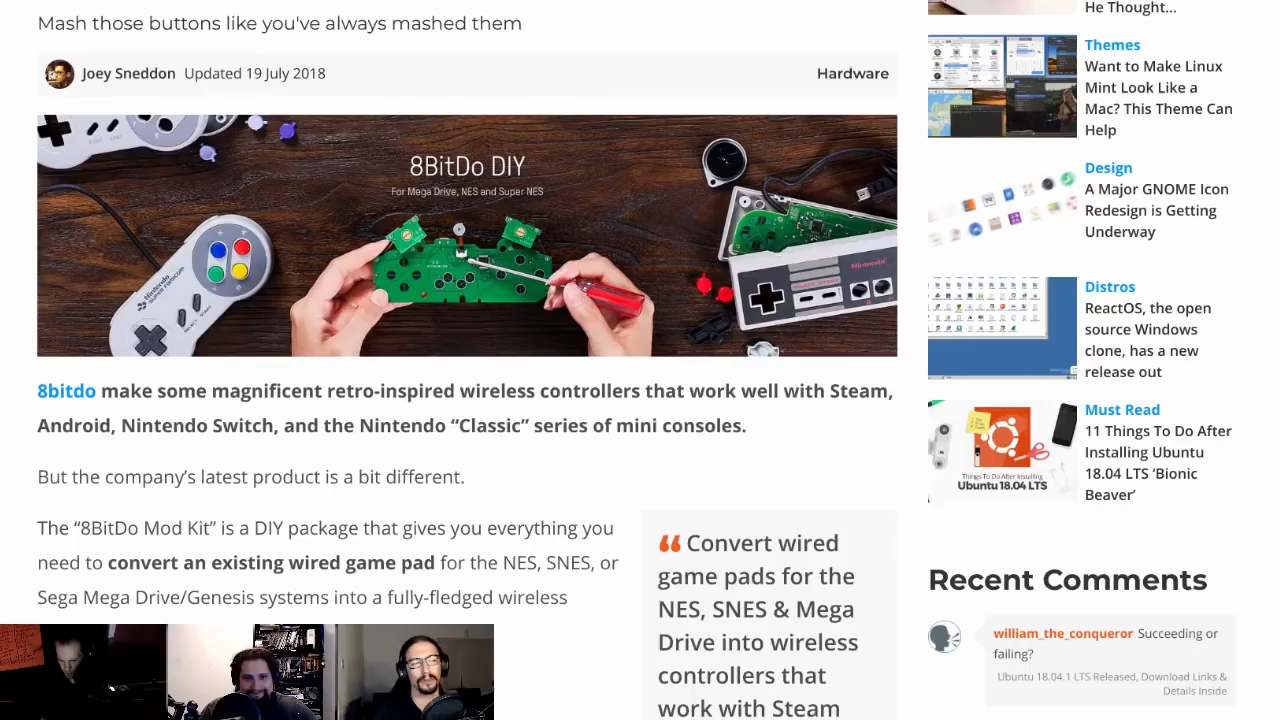 Mash those buttons like you've always mashed them
Joey Sneddon Updated 19 July 2018
Hardware
8BitDo DIY
For Mega Drive, NES and Super NES
8bitdo make some magnificent retro-inspired wireless controllers that work well with Steam,
Android, Nintendo Switch, and the Nintendo “Classic” series of mini consoles.
But the company’s latest product is a bit different.
The “8BitDo Mod Kit” is a DIY package that gives you everything you
need to convert an existing wired game pad for the NES, SNES, or
Sega Mega Drive/Genesis systems into a fully-fledged wireless
“ Convert wired
game pads for the
NES, SNES & Mega
Drive into wireless
controllers that
work with Steam
He Thought…
Themes
Want to Make Linux
Mint Look Like a
Mac? This Theme Can
Help
Design
A Major GNOME Icon
Redesign is Getting
Underway
Distros
ReactOS, the open
source Windows
clone, has a new
release out
Things To Do After Installing
Ubuntu 18.04 LTS
Must Read
11 Things To Do After
Installing Ubuntu
18.04 LTS ‘Bionic
Beaver’
Recent Comments
william_the_conqueror Succeeding or
failing?
Ubuntu 18.04.1 LTS Released, Download Links &
Details Inside